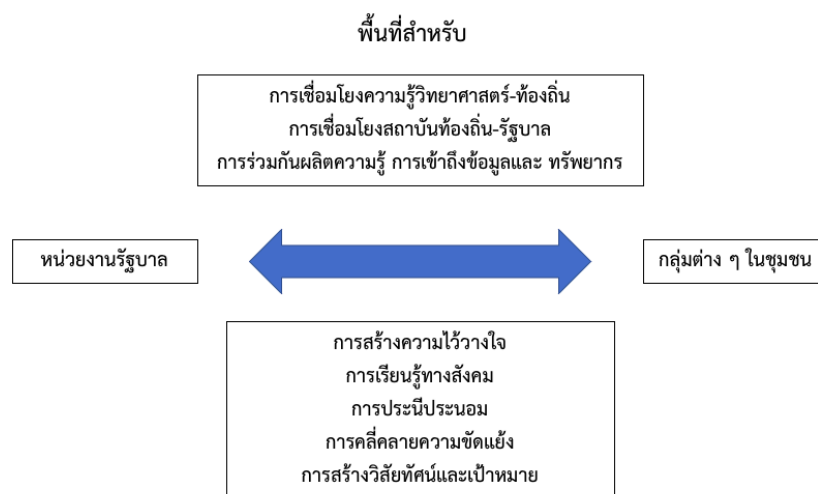 พื้นที่สำหรับ
การเชื่อมโยงความรู้วิทยาศาสตร์-ท้องถิ่น
การเชื่อมโยงสถาบันท้องถิ่น-รัฐบาล
การร่วมกันผลิตความรู้ การเข้าถึงข้อมูลและ ทรัพยากร
หน่วยงานรัฐบาล
กลุ่มต่าง ๆ ในชุมชน
การสร้างความไว้วางใจ
การเรียนรู้ทางสังคม
การประนีประนอม
การคลี่คลายความขัดแย้ง
การสร้างวิสัยทัศน์และเป้าหมาย